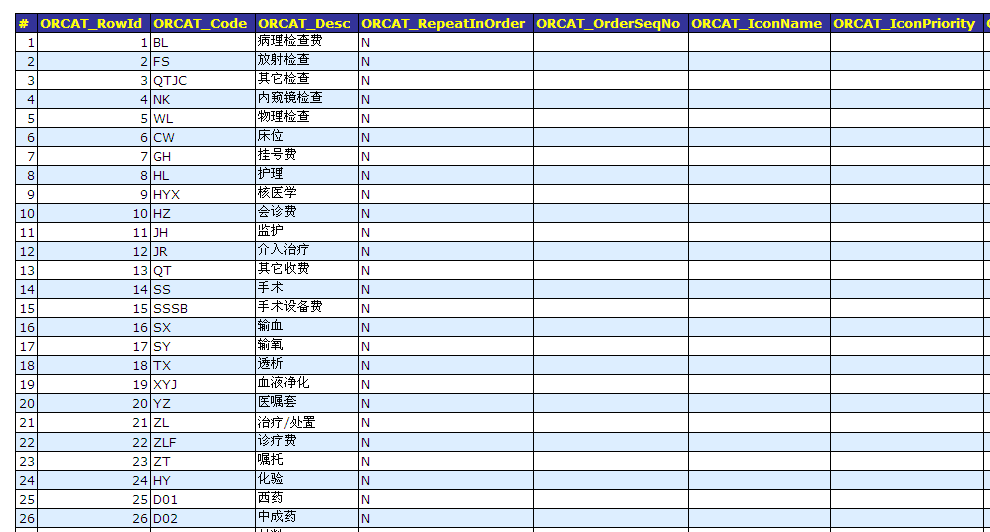 # ORCAT_RowId ORCAT_Code ORCAT_Desc ORCAT_RepeatInOrder ORCAT_OrderSeqNo ORCAT_IconName ORCAT_IconPriority
1 1 BL 病理检查费 N
2 2 FS 放射检查 N
3 3 QTJC 其它检查 N
4 4 NK 内窥镜检查 N
5 5 WL 物理检查 N
6 6 CW 床位 N
7 7 GH 挂号费 N
8 8 HL 护理 N
9 9 HYX 核医学 N
10 10 HZ 会诊费 N
11 11 JH 监护 N
12 12 JR 介入治疗 N
13 13 QT 其它收费 N
14 14 SS 手术 N
15 15 SSSB 手术设备费 N
16 16 SX 输血 N
17 17 SY 输氧 N
18 18 TX 透析 N
19 19 XYJ 血液净化 N
20 20 YZ 医嘱套 N
21 21 ZL 治疗/处置 N
22 22 ZLF 诊疗费 N
23 23 ZT 嘱托 N
24 24 HY 化验 N
25 25 D01 西药 N
26 26 D02 中成药 N